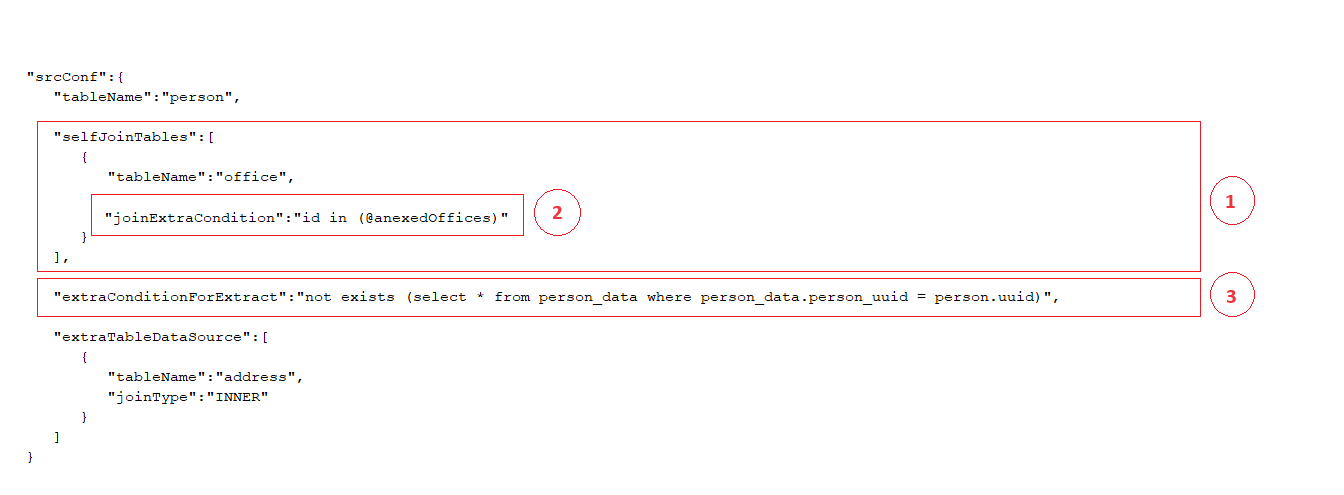 "srcConf":{
"tableName":"person",
"selfJoinTables":[
{
"tableName":"office",
"joinExtraCondition":"id in (@anexedOffices)"
2
1
}
],
"extraConditionForExtract":"not exists (select * from person_data where person_data.person_uuid = person.uuid)",
3
"extraTableDataSource":[
{
"tableName":"address",
"joinType":"INNER"
}
]
}